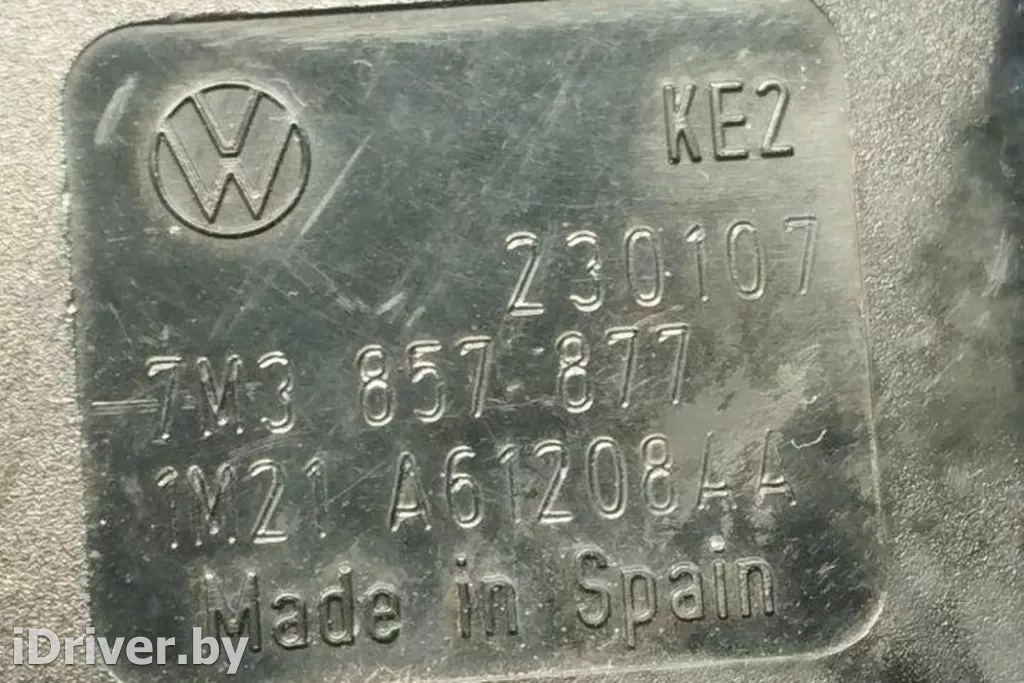 KE2
230107
7M3 857 877
1M21 A61208AA
Made in Spain
iDriver.by